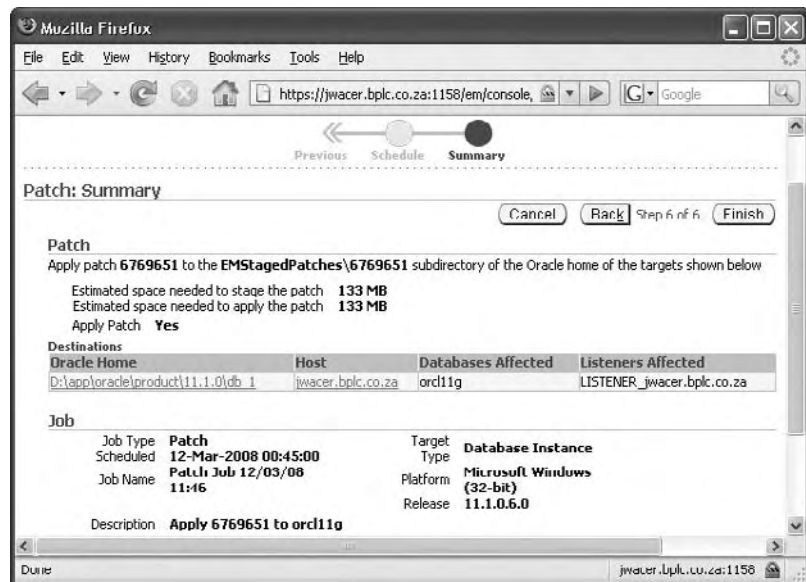 Mozilla Firefox
File Edit View History Bookmarks Tools Help
https://jwacer.bplc.co.za:1158/em/console, G Google
Previous Schedule Summary
Patch: Summary
Cancel Back Step 6 of 6 Finish
Patch
Apply patch 6769651 to the EMStagedPatches\6769651 subdirectory of the Oracle home of the targets shown below
Estimated space needed to stage the patch 133 MB
Estimated space needed to apply the patch 133 MB
Apply Patch Yes
Destinations
Oracle Home Host Databases Affected Listeners Affected
D:\app\oracle\product\11.1.0\db_1 jwacer.bplc.co.za orcl11g LISTENER_jwacer.bplc.co.za
Job
Job Type Patch
Scheduled 12-Mar-2008 00:45:00
Job Name Patch Job 12/03/08 11:46
Target Type Database Instance
Platform Microsoft Windows (32-bit)
Release 11.1.0.6.0
Description Apply 6769651 to orcl11g
Done jwacer.bplc.co.za:1158